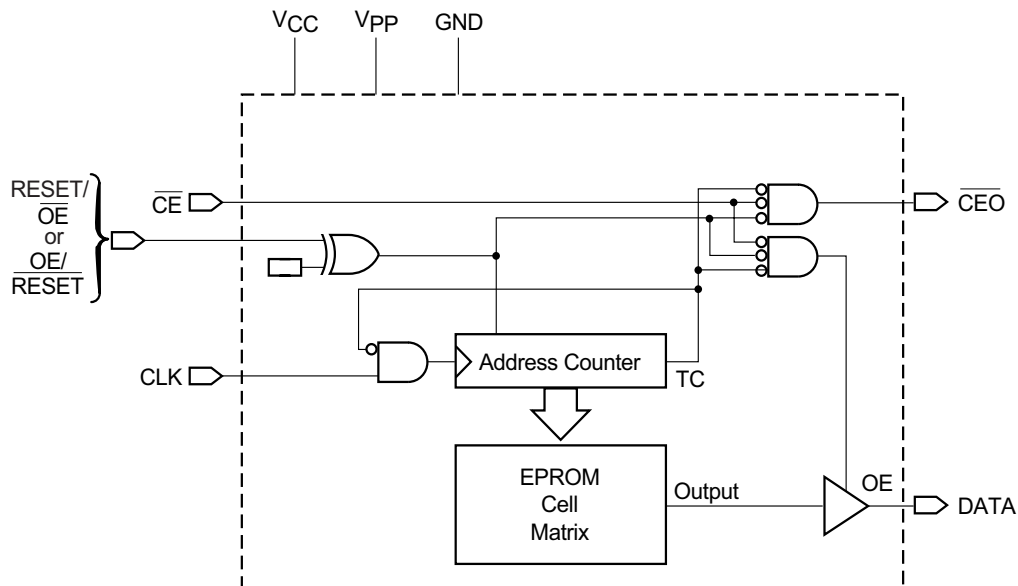 VCC
VPP
GND
RESET/
OE
or
OE/
RESET
CE
CEO
CLK
Address Counter
TC
EPROM
Cell
Matrix
Output
OE
DATA